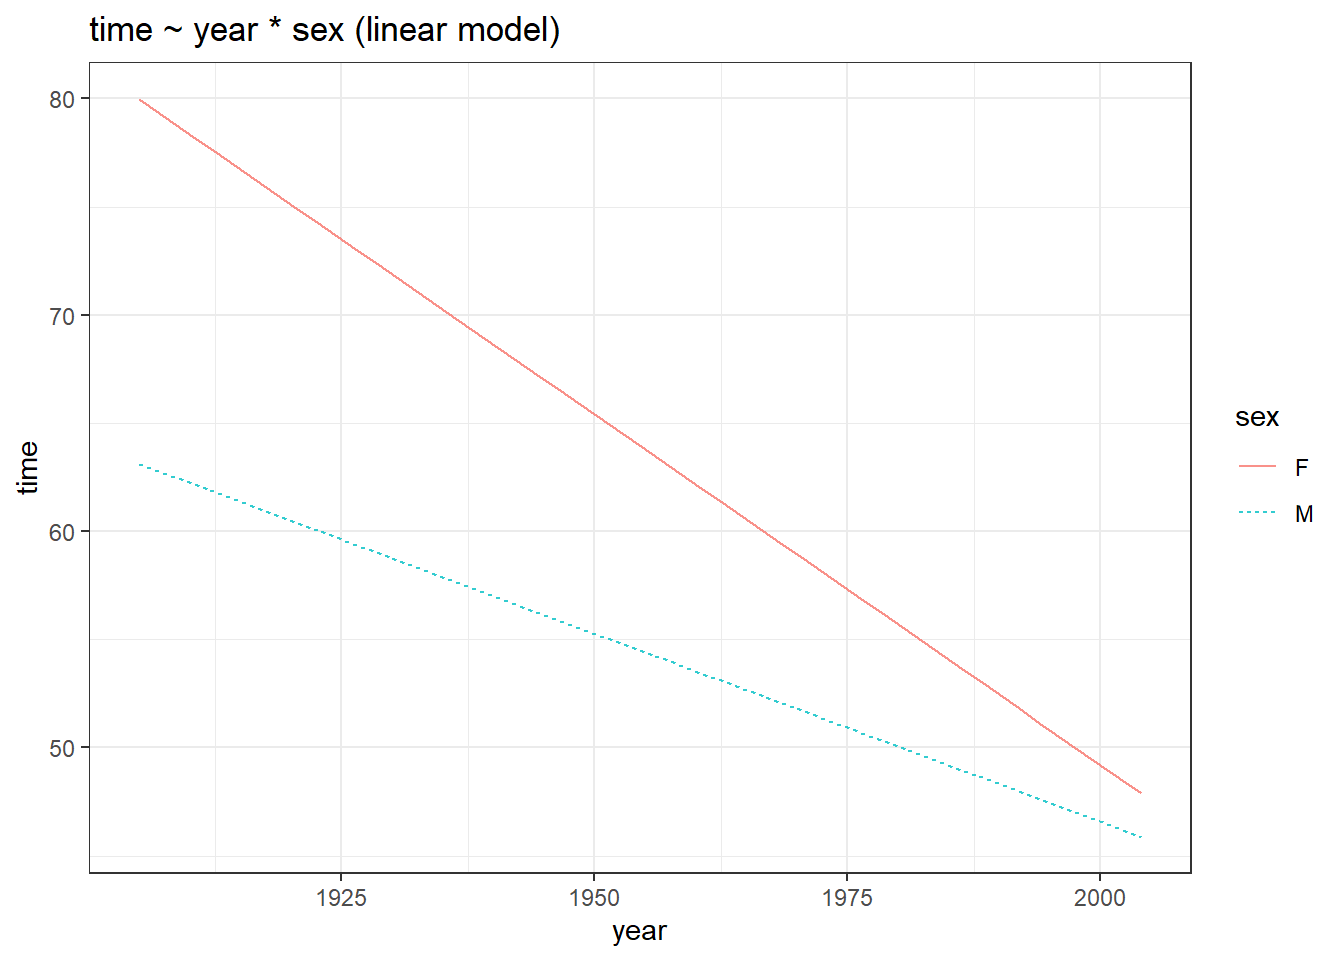 time ~ year * sex (linear model)
80
70
60
50
time
1925 1950 1975 2000
year
sex
F
M